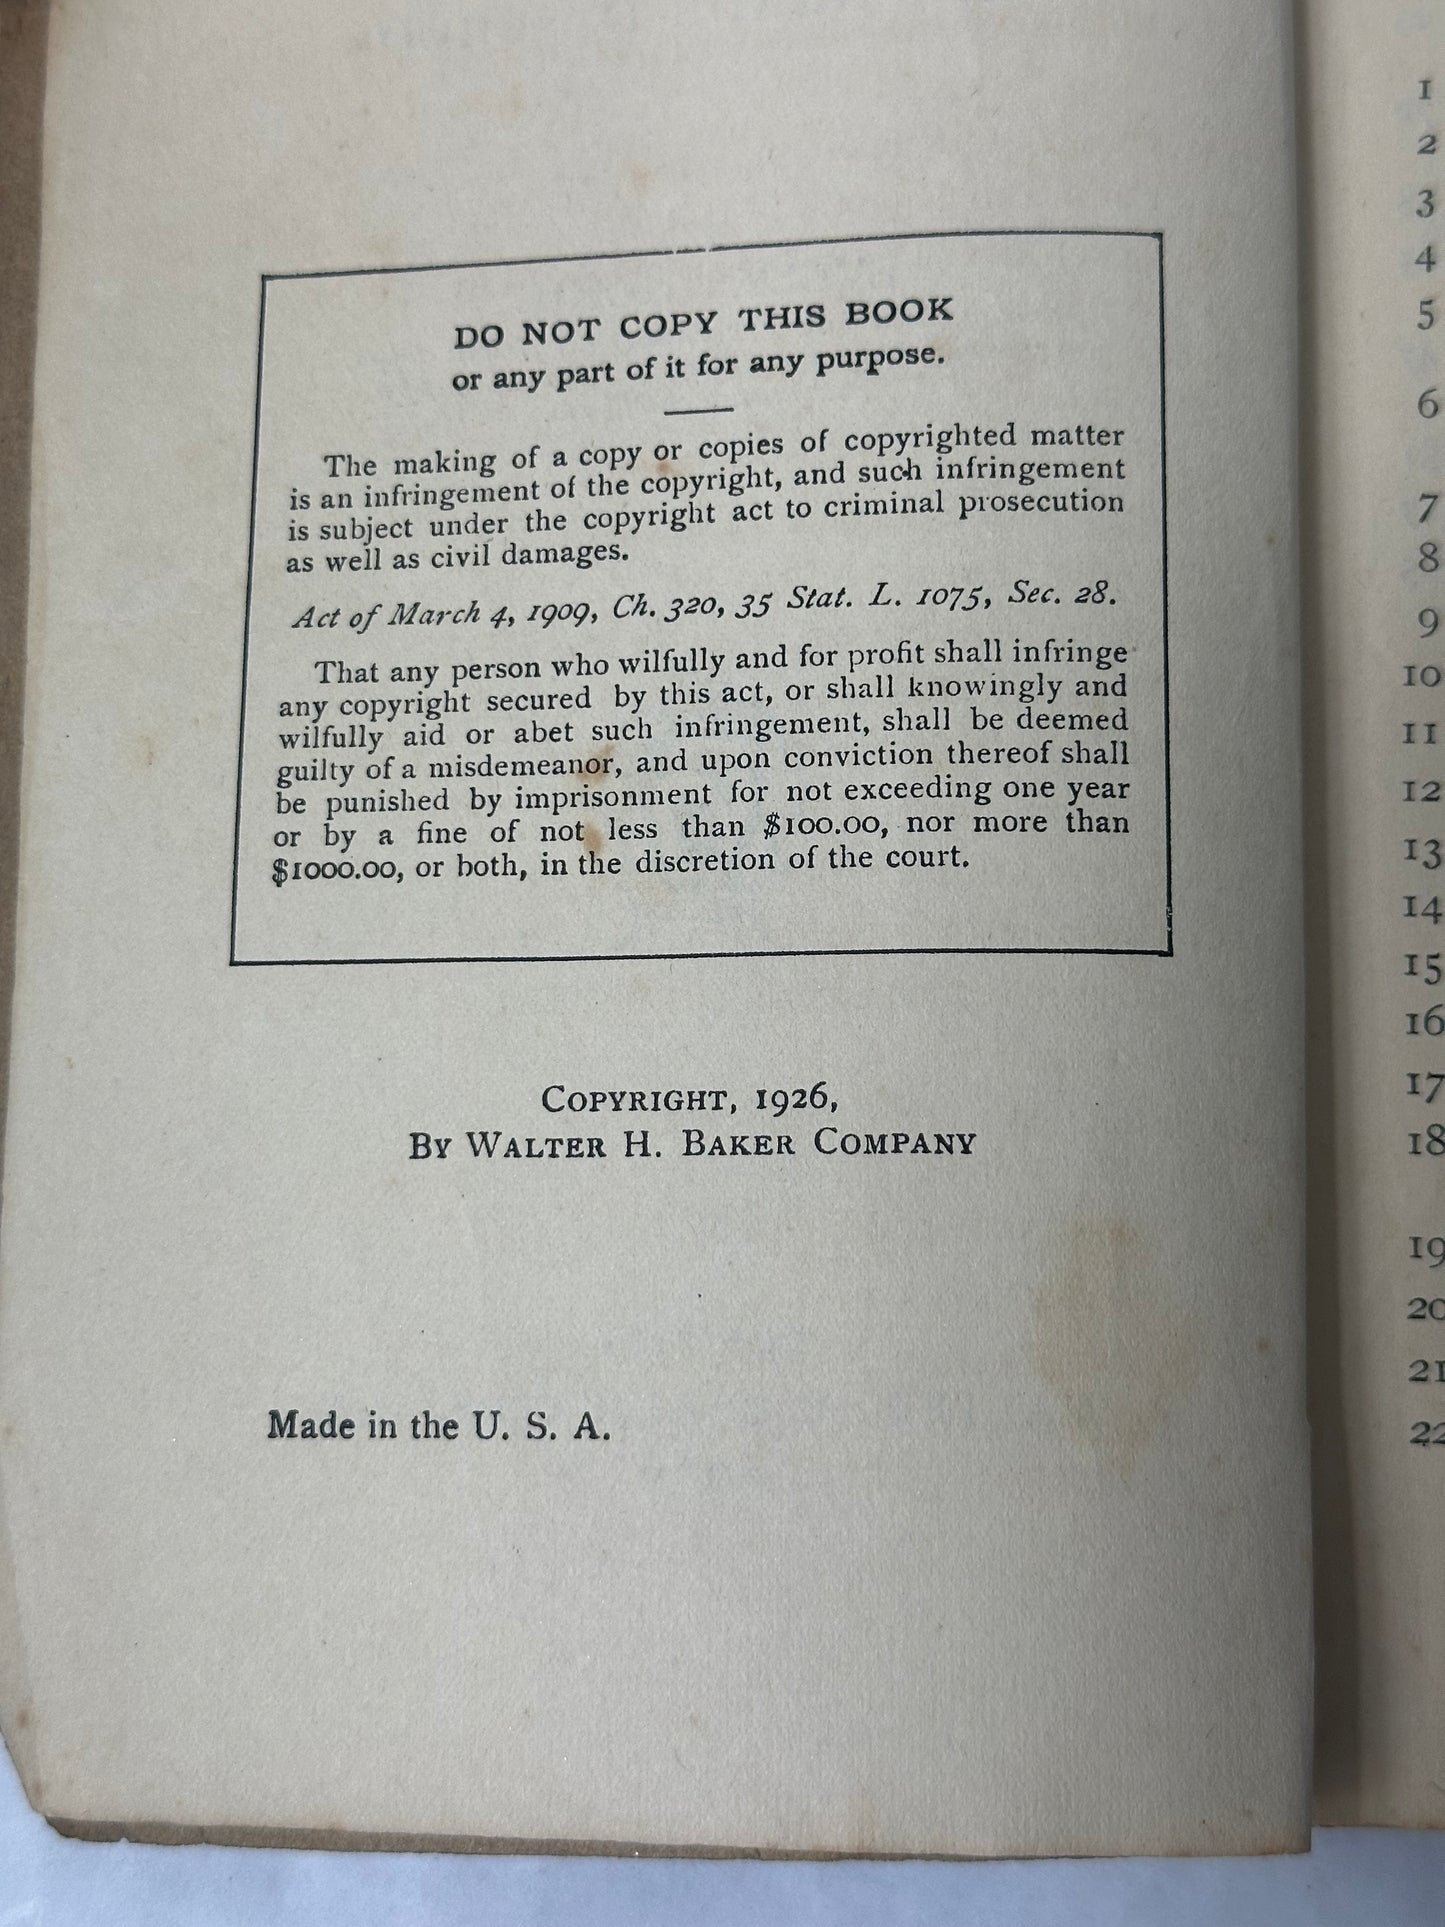 DO NOT COPY THIS BOOK
or any part of it for any purpose.
The making of a copy or copies of copyrighted matter
is an infringement of the copyright, and such infringement
is subject under the copyright act to criminal prosecution
as well as civil damages.
Act of March 4, 1909, Ch. 320, 35 Stat. L. 1075, Sec. 28.
That any person who wilfully and for profit shall infringe
any copyright secured by this act, or shall knowingly and
wilfully aid or abet such infringement, shall be deemed
guilty of a misdemeanor, and upon conviction thereof shall
be punished by imprisonment for not exceeding one year
or by a fine of not less than $100.00, nor more than
$1000.00, or both, in the discretion of the court.
COPYRIGHT, 1926,
BY WALTER H. BAKER COMPANY
Made in the U. S. A.
1
2
3
4
5
6
7
8
9
10
11
12
13
14
15
16
17
18
19
20
21
22